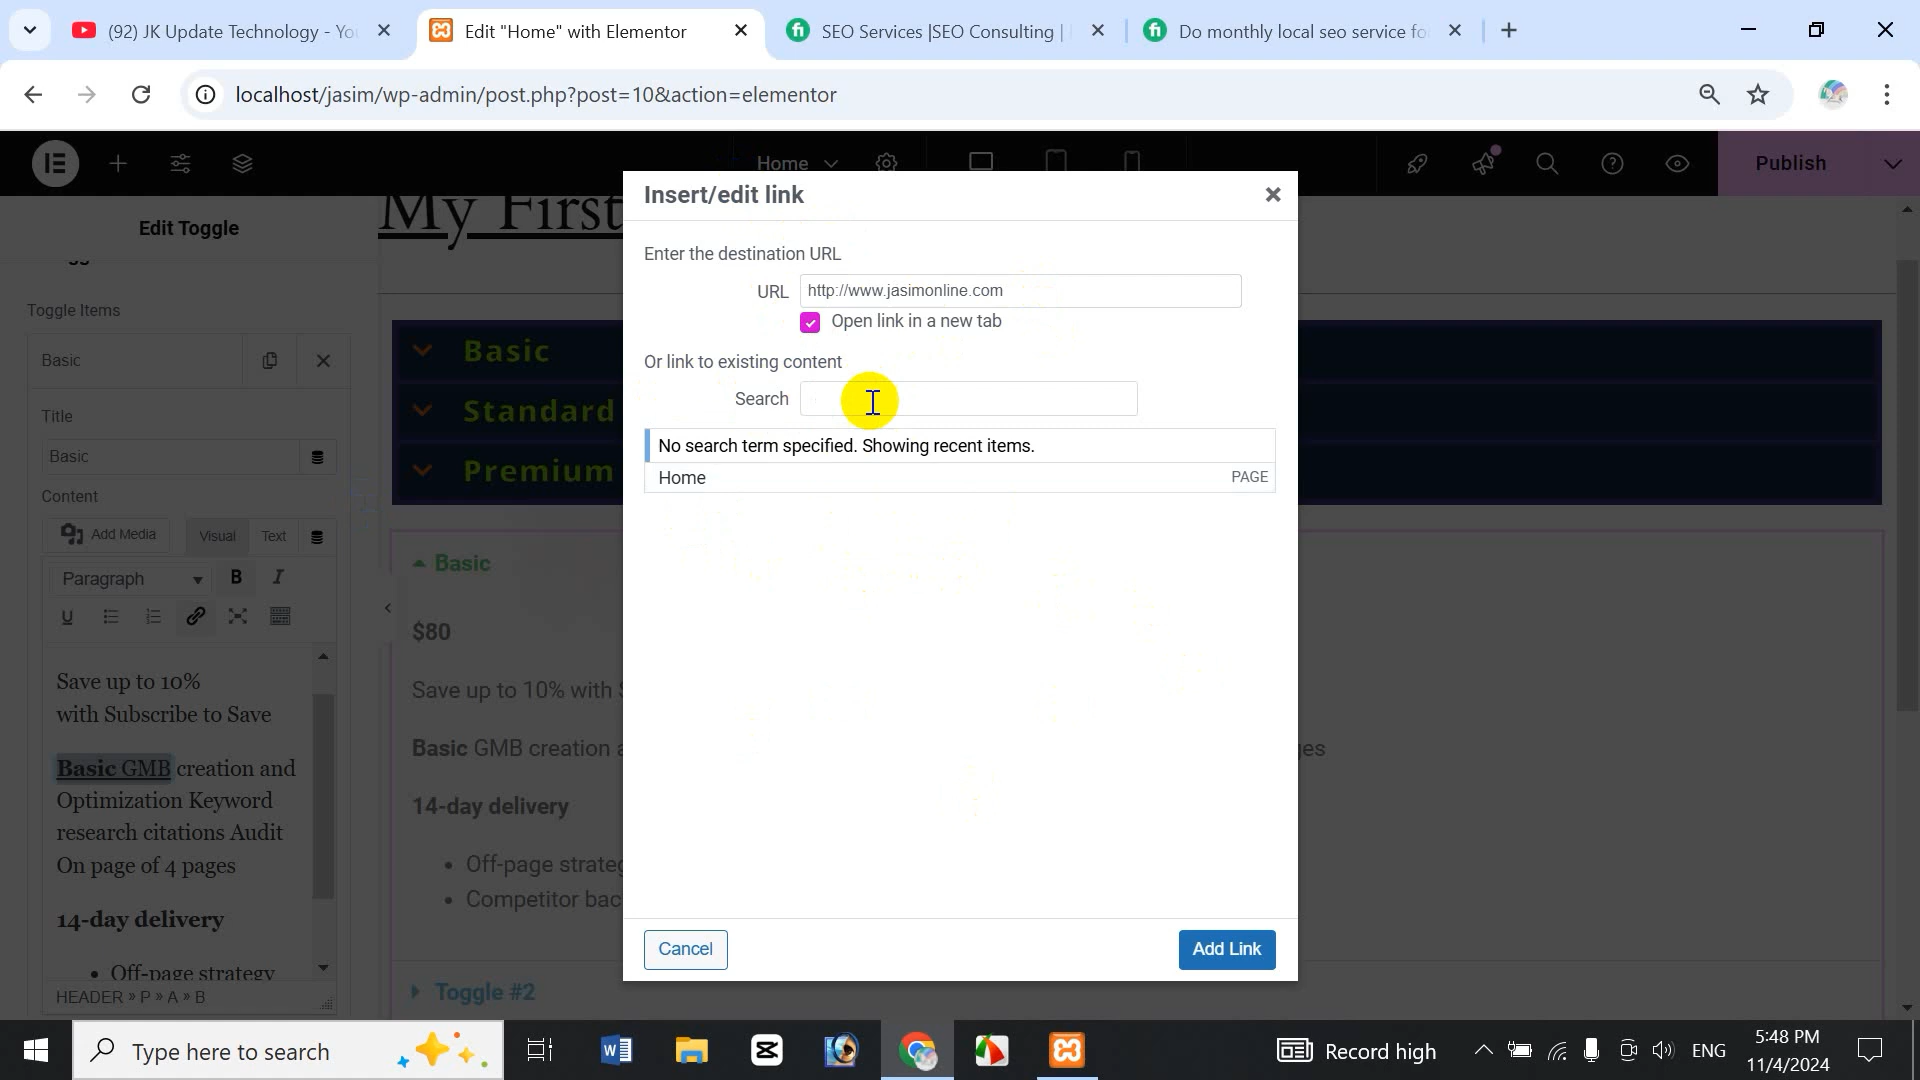 (92) JK Update Technology - Yo
Edit "Home" with Elementor
SEO Services |SEO Consulting |
Do monthly local seo service fo
localhost/jasim/wp-admin/post.php?post=10&action=elementor
Home
Publish
Edit Toggle
My First
Toggle Items
Basic
Title
Basic
Content
Add Media
Visual
Text
Paragraph
B
I
U
Save up to 10%
with Subscribe to Save
Basic GMB creation and
Optimization Keyword
research citations Audit
On page of 4 pages
14-day delivery
• Off-page strategy
HEADER » P » A » B
Basic
Standard
Premium
Basic
$80
Save up to 10% with
Basic GMB creation
14-day delivery
• Off-page strateg
• Competitor bac
Toggle #2
Insert/edit link
Enter the destination URL
URL
http://www.jasimonline.com
Open link in a new tab
Or link to existing content
Search
No search term specified. Showing recent items.
Home
PAGE
Cancel
Add Link
Type here to search
Record high
ENG
5:48 PM
11/4/2024